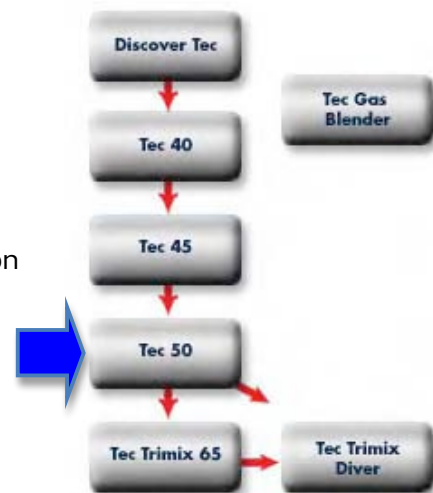 Discover Tec
Tec Gas
Blender
Tec 40
Tec 45
on
Tec 50
Tec Trimix 65
Tec Trimix
Diver